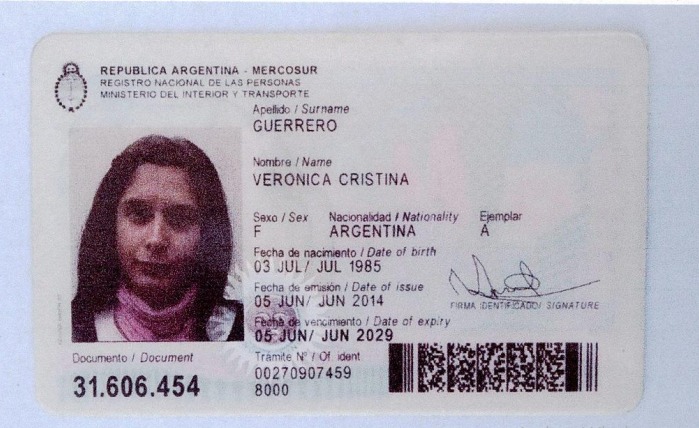 REPUBLICA ARGENTINA - MERCOSUR
REGISTRO NACIONAL DE LAS PERSONAS
MINISTERIO DEL INTERIOR Y TRANSPORTE
Apellido / Surname
GUERRERO
Nombre / Name
VERONICA CRISTINA
Sexo / Sex Nacionalidad / Nationality Ejemplar
F ARGENTINA A
Fecha de nacimiento / Date of birth
03 JUL/ JUL 1985
Fecha de emisión / Date of issue
05 JUN/ JUN 2014
FIRMA IDENTIFICADO/ SIGNATURE
Fecha de vencimiento / Date of expiry
05 JUN/ JUN 2029
Documento / Document
31.606.454
Trámite Nº / Of ident
00270907459
8000